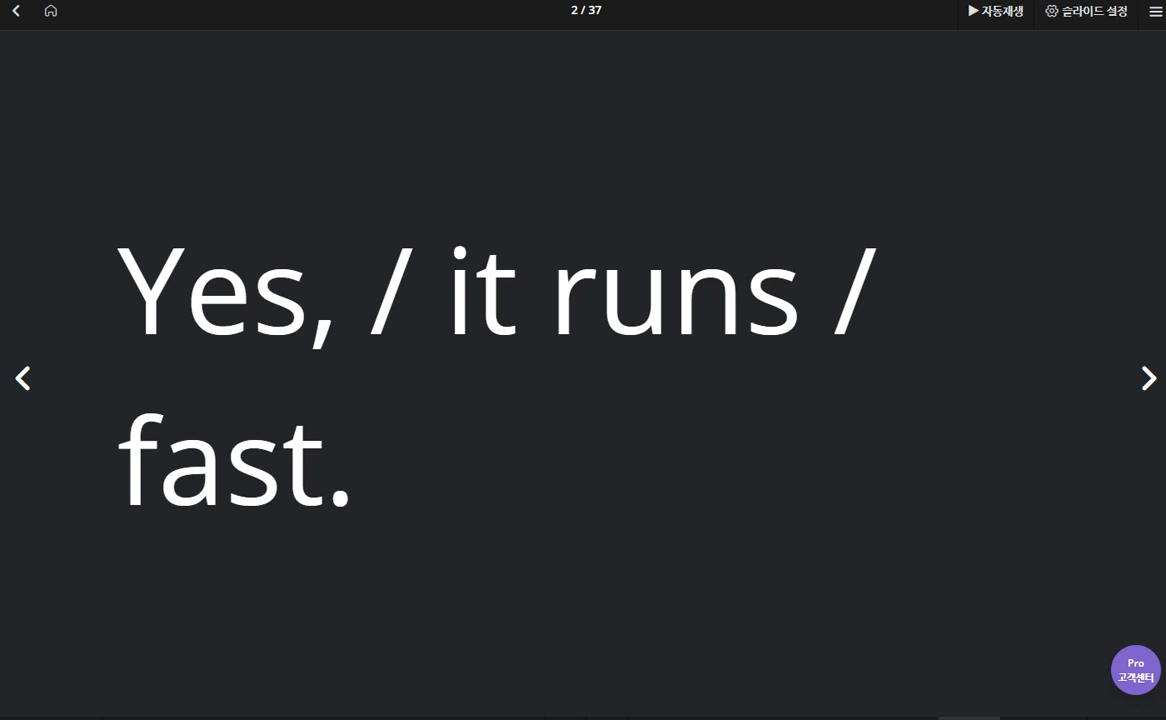 2 / 37
자동재생
슬라이드 설정
Yes, / it runs /
fast.
Pro
고객센터